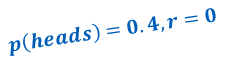 p(heads) = 0.4, r = 0